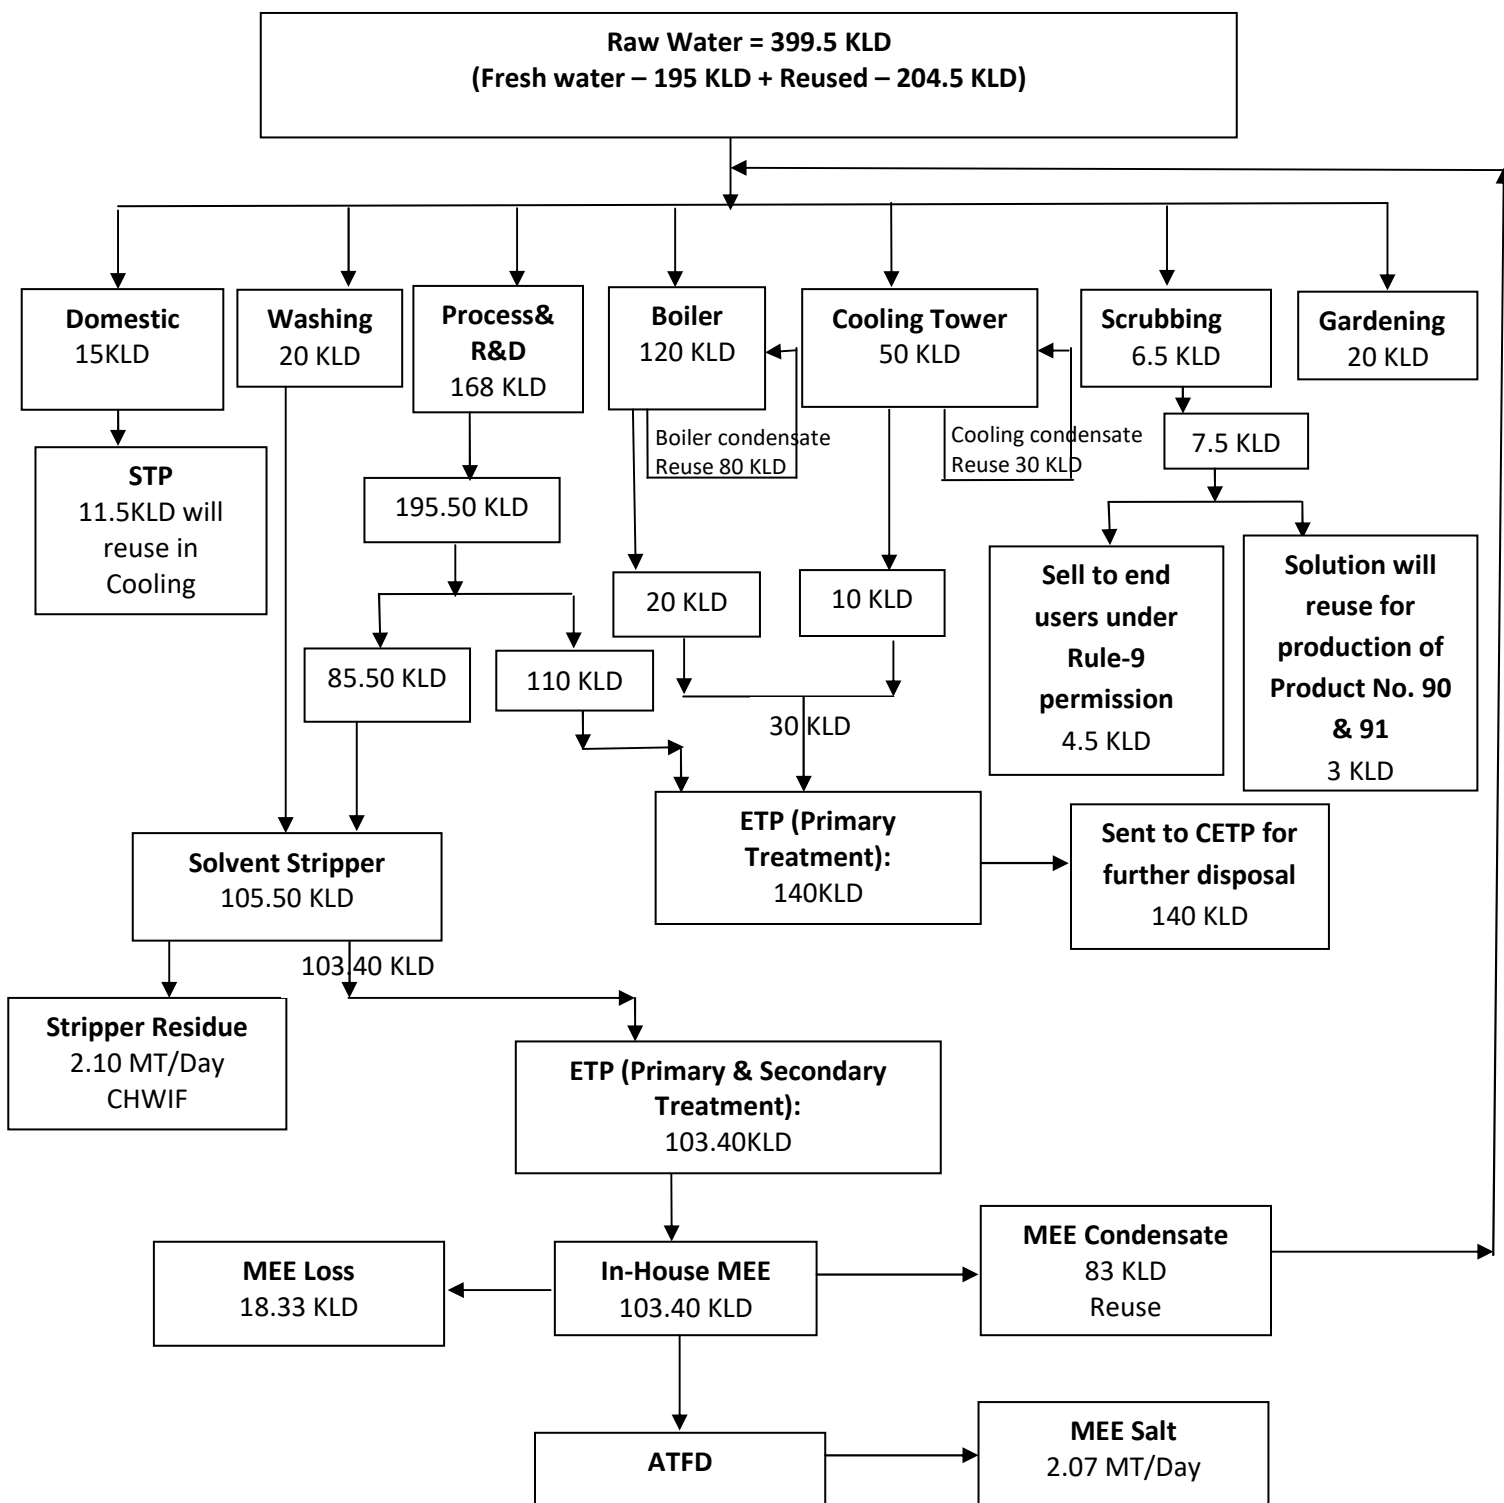 Raw Water = 399.5 KLD
(Fresh water – 195 KLD + Reused – 204.5 KLD)
Domestic
15KLD
Washing
20 KLD
Process&
R&D
168 KLD
Boiler
120 KLD
Cooling Tower
50 KLD
Scrubbing
6.5 KLD
Gardening
20 KLD
Boiler condensate
Reuse 80 KLD
Cooling condensate
Reuse 30 KLD
7.5 KLD
STP
11.5KLD will
reuse in
Cooling
195.50 KLD
20 KLD
10 KLD
Sell to end
users under
Rule-9
permission
4.5 KLD
Solution will
reuse for
production of
Product No. 90
& 91
3 KLD
85.50 KLD
110 KLD
30 KLD
Solvent Stripper
105.50 KLD
ETP (Primary
Treatment):
140KLD
Sent to CETP for
further disposal
140 KLD
103.40 KLD
Stripper Residue
2.10 MT/Day
CHWIF
ETP (Primary & Secondary
Treatment):
103.40KLD
MEE Loss
18.33 KLD
In-House MEE
103.40 KLD
MEE Condensate
83 KLD
Reuse
ATFD
MEE Salt
2.07 MT/Day